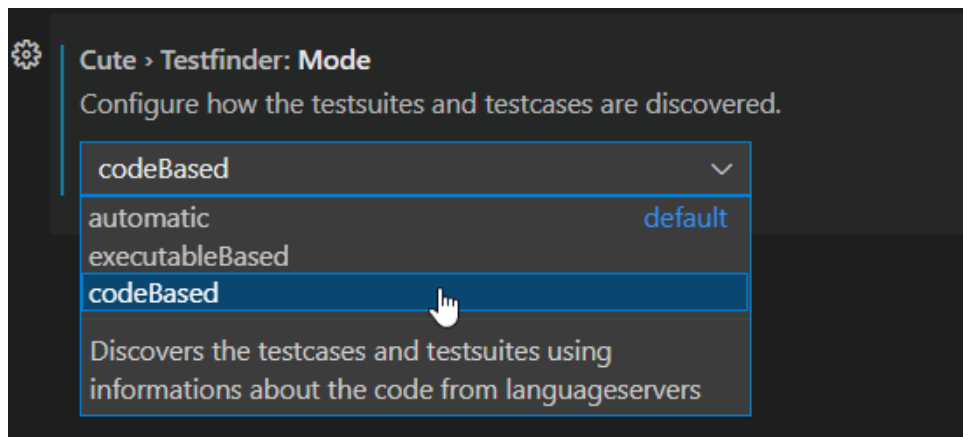 Cute › Testfinder: Mode
Configure how the testsuites and testcases are discovered.
codeBased
automatic default
executableBased
codeBased
Discovers the testcases and testsuites using
informations about the code from languageservers